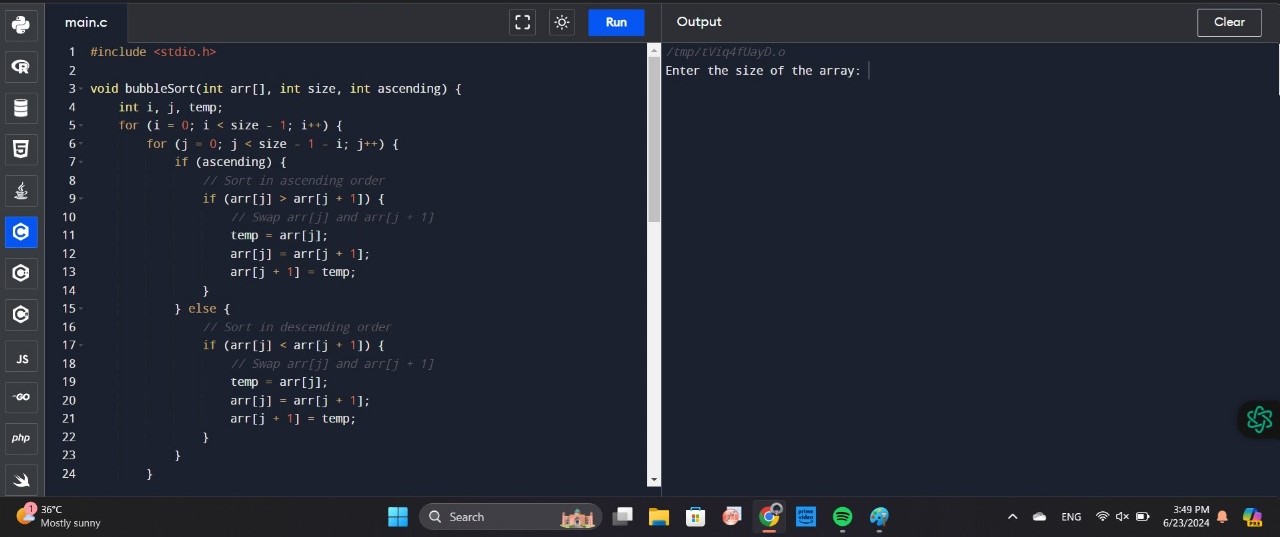 main.c
Run
Output
Clear
1 #include <stdio.h>
2
3 void bubbleSort(int arr[], int size, int ascending) {
4     int i, j, temp;
5     for (i = 0; i < size - 1; i++) {
6         for (j = 0; j < size - 1 - i; j++) {
7             if (ascending) {
8                 // Sort in ascending order
9                 if (arr[j] > arr[j + 1]) {
10                     // Swap arr[j] and arr[j + 1]
11                     temp = arr[j];
12                     arr[j] = arr[j + 1];
13                     arr[j + 1] = temp;
14                 }
15             } else {
16                 // Sort in descending order
17                 if (arr[j] < arr[j + 1]) {
18                     // Swap arr[j] and arr[j + 1]
19                     temp = arr[j];
20                     arr[j] = arr[j + 1];
21                     arr[j + 1] = temp;
22                 }
23             }
24         }
/tmp/tViq4fUayD.o
Enter the size of the array:
R
5
JS
GO
php
1
36°C
Mostly sunny
Search
prime video
ENG
3:49 PM
6/23/2024
PRE